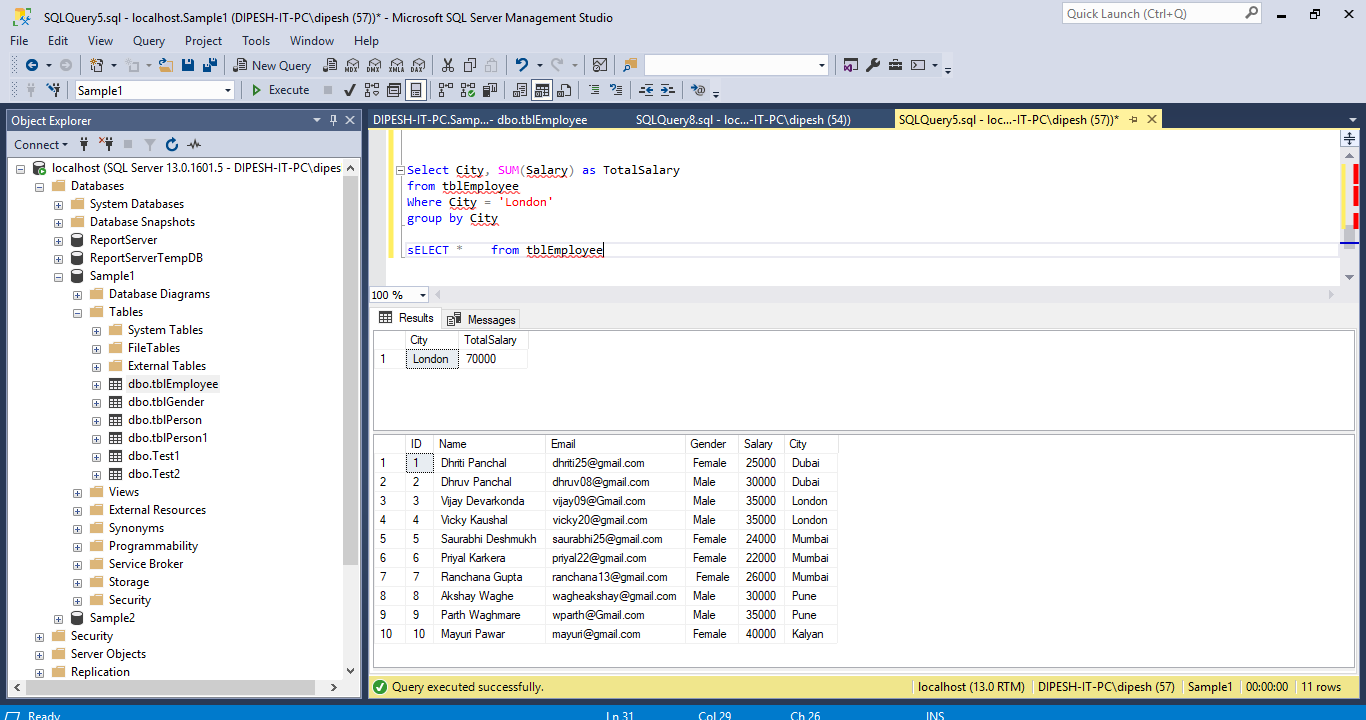 SQLQuery5.sql - localhost.Sample1 (DIPESH-IT-PC\dipesh (57))* - Microsoft SQL Server Management Studio
Quick Launch (Ctrl+Q)
File Edit View Query Project Tools Window Help
New Query MDX DMX XMLA DAX
Sample1 Execute
Object Explorer
Connect
localhost (SQL Server 13.0.1601.5 - DIPESH-IT-PC\dipes
Databases
System Databases
Database Snapshots
ReportServer
ReportServerTempDB
Sample1
Database Diagrams
Tables
System Tables
FileTables
External Tables
dbo.tblEmployee
dbo.tblGender
dbo.tblPerson
dbo.tblPerson1
dbo.Test1
dbo.Test2
Views
External Resources
Synonyms
Programmability
Service Broker
Storage
Security
Sample2
Security
Server Objects
Replication
DIPESH-IT-PC.Samp...- dbo.tblEmployee SQLQuery8.sql - loc...-IT-PC\dipesh (54)) SQLQuery5.sql - loc...-IT-PC\dipesh (57))*
Select City, SUM(Salary) as TotalSalary
from tblEmployee
Where City = 'London'
group by City
sELECT * from tblEmployee
100 %
Results Messages
City TotalSalary
1 London 70000
ID Name Email Gender Salary City
1 1 Dhriti Panchal dhriti25@gmail.com Female 25000 Dubai
2 2 Dhruv Panchal dhruv08@gmail.com Male 30000 Dubai
3 3 Vijay Devarkonda vijay09@Gmail.com Male 35000 London
4 4 Vicky Kaushal vicky20@gmail.com Male 35000 London
5 5 Saurabhi Deshmukh saurabhi25@gmail.com Female 24000 Mumbai
6 6 Priyal Karkera priyal22@gmail.com Female 22000 Mumbai
7 7 Ranchana Gupta ranchana13@gmail.com Female 26000 Mumbai
8 8 Akshay Waghe wagheakshay@gmail.com Male 30000 Pune
9 9 Parth Waghmare wparth@Gmail.com Male 35000 Pune
10 10 Mayuri Pawar mayuri@gmail.com Female 40000 Kalyan
Query executed successfully. localhost (13.0 RTM) DIPESH-IT-PC\dipesh (57) Sample1 00:00:00 11 rows
Ready Ln 31 Col 29 Ch 26 INS